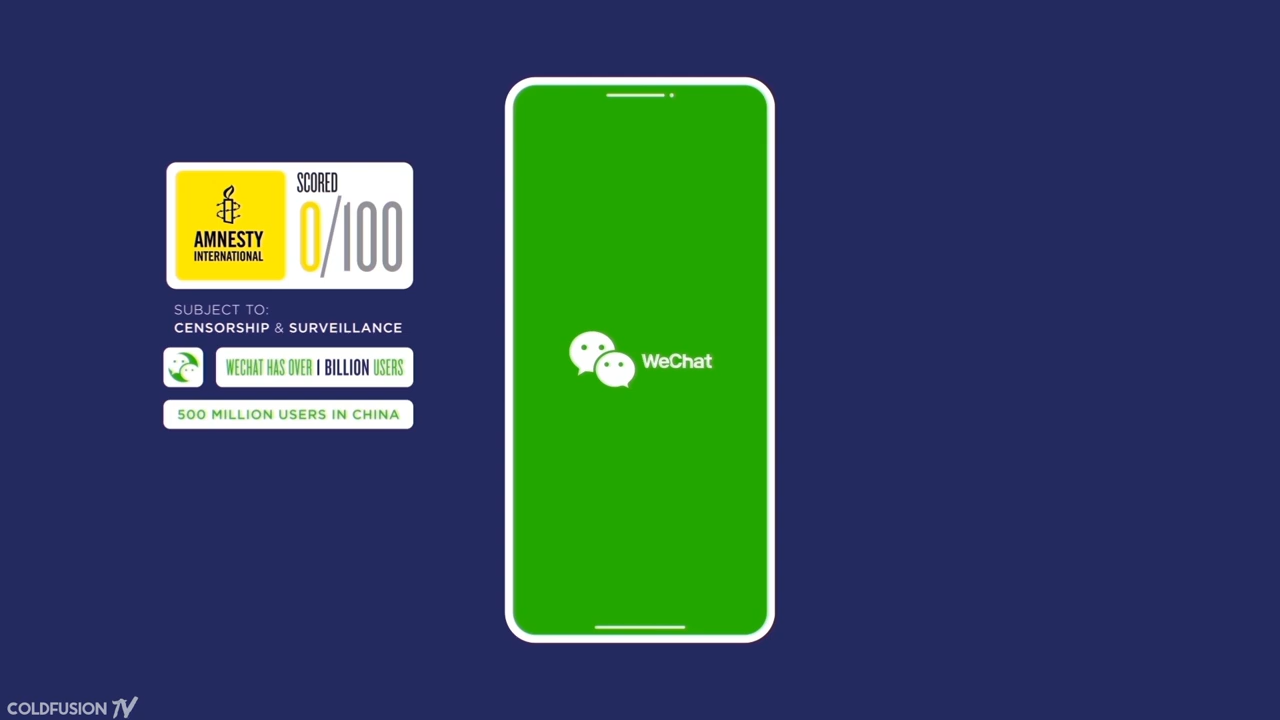 SCORED
0/100
AMNESTY
INTERNATIONAL
SUBJECT TO:
CENSORSHIP & SURVEILLANCE
WECHAT HAS OVER 1 BILLION USERS
500 MILLION USERS IN CHINA
WeChat
COLDFUSION TV